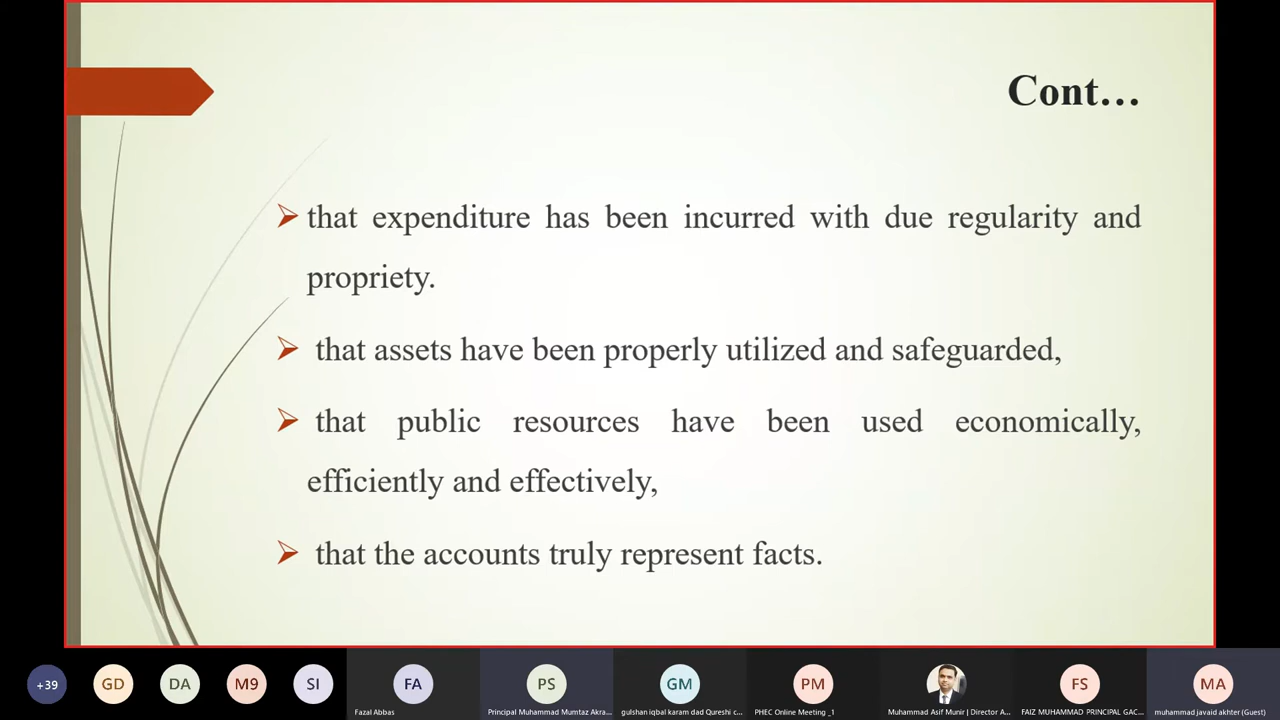 Cont…
that expenditure has been incurred with due regularity and
propriety.
that assets have been properly utilized and safeguarded,
that public resources have been used economically,
efficiently and effectively,
that the accounts truly represent facts.
+39
GD
DA
M9
SI
FA
PS
GM
PM
FS
MA
Fazal Abbas
Principal Muhammad Mumtaz Akra...
gulshan iqbal karam dad Qureshi c...
PHEC Online Meeting _1
Muhammad Asif Munir | Director A...
FAIZ MUHAMMAD PRINCIPAL GAC...
muhammad javaid akhter (Guest)